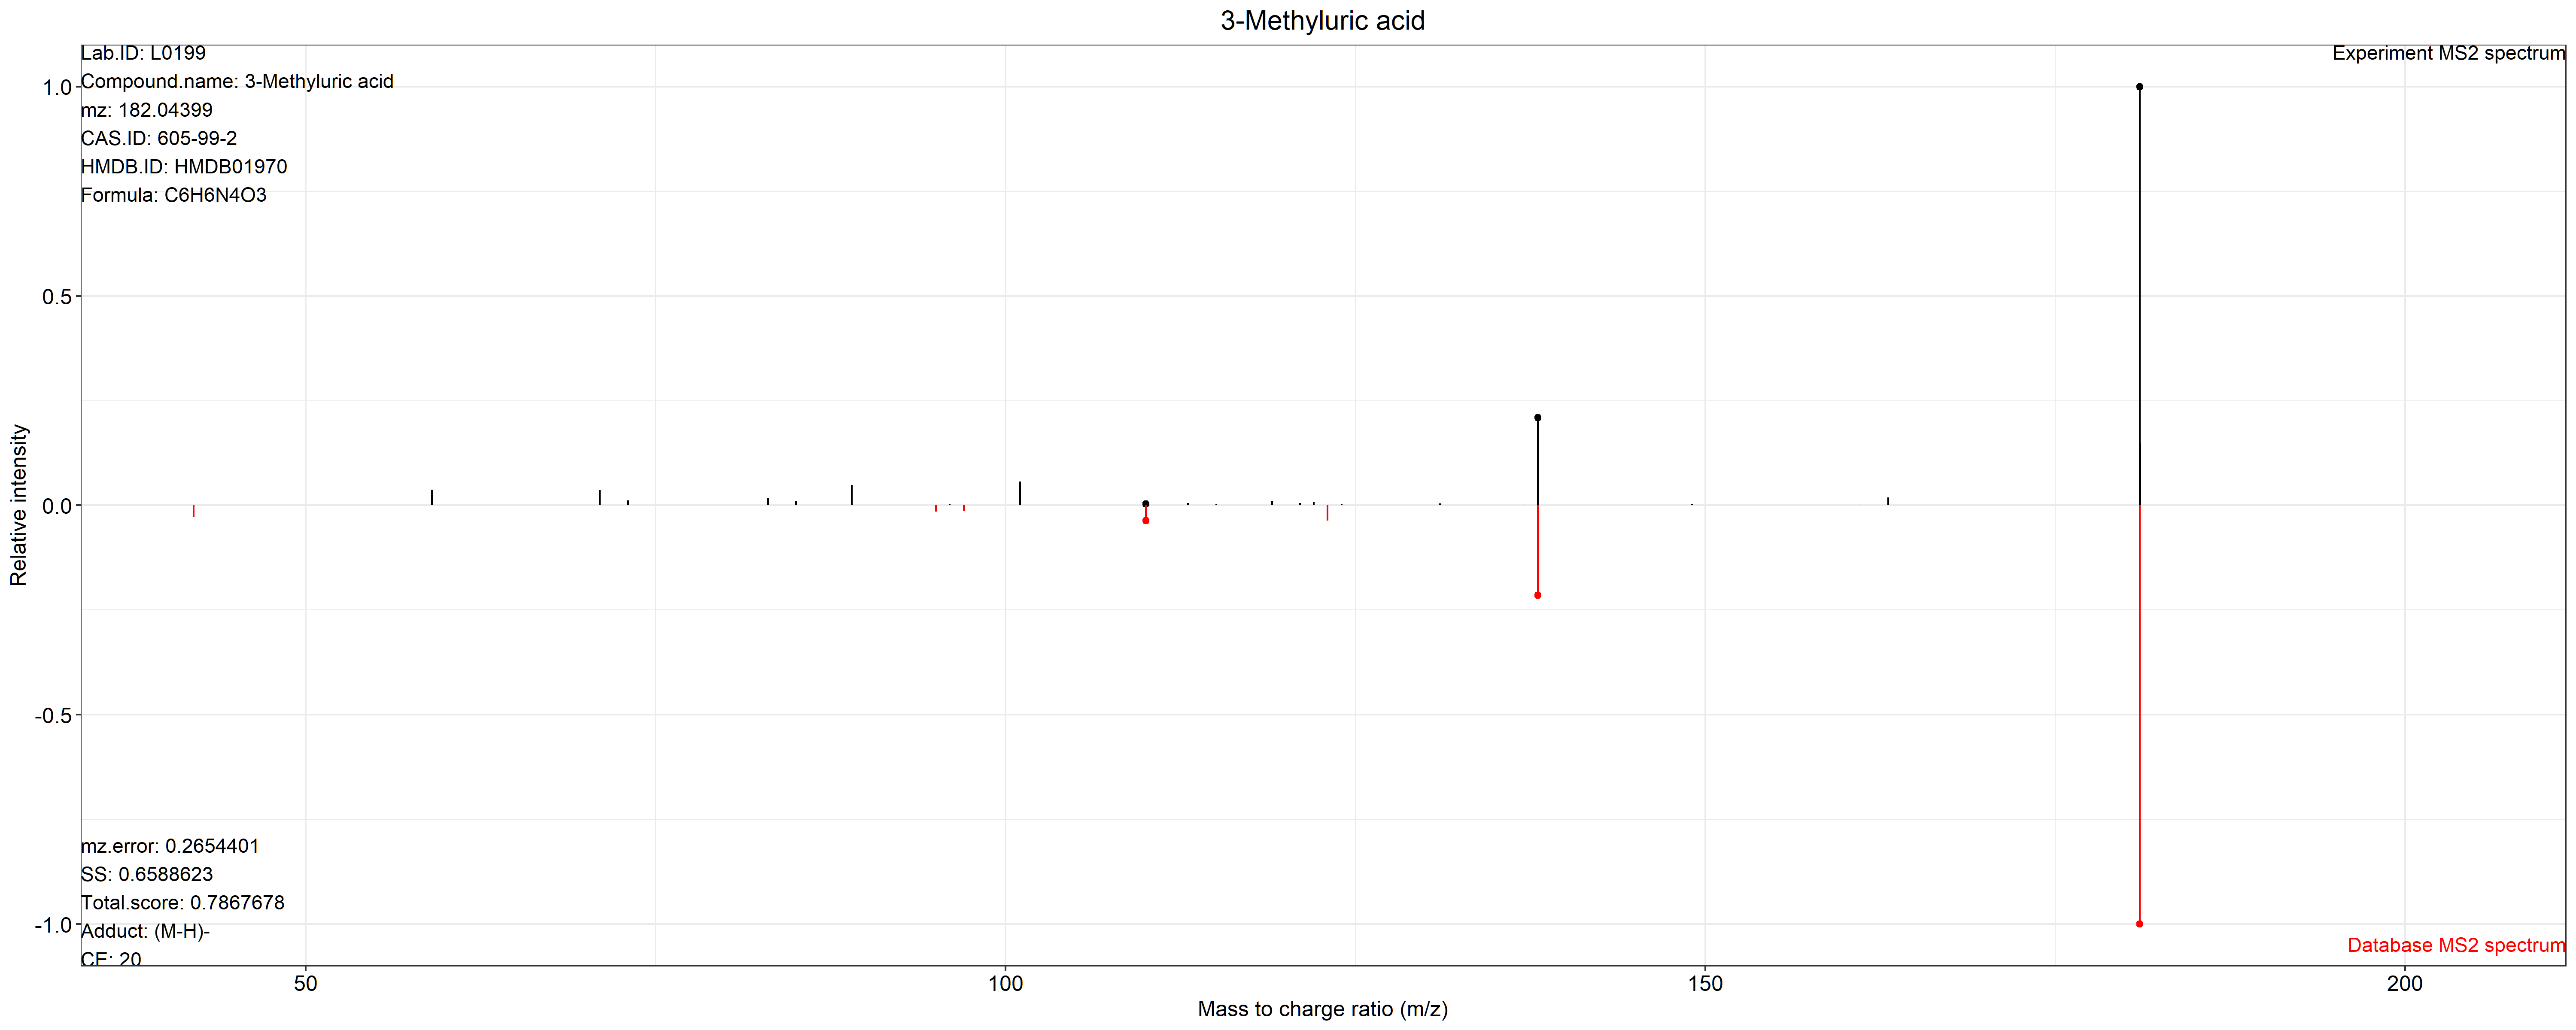 3-Methyluric acid
Lab.ID: L0199
Experiment MS2 spectrum
Compound.name: 3-Methyluric acid
mz: 182.04399
CAS.ID: 605-99-2
HMDB.ID: HMDB01970
Formula: C6H6N4O3
1.0
0.5
0.0
-0.5
-1.0
Relative intensity
mz.error: 0.2654401
SS: 0.6588623
Total.score: 0.7867678
Adduct: (M-H)-
CE: 20
Database MS2 spectrum
50
100
150
200
Mass to charge ratio (m/z)